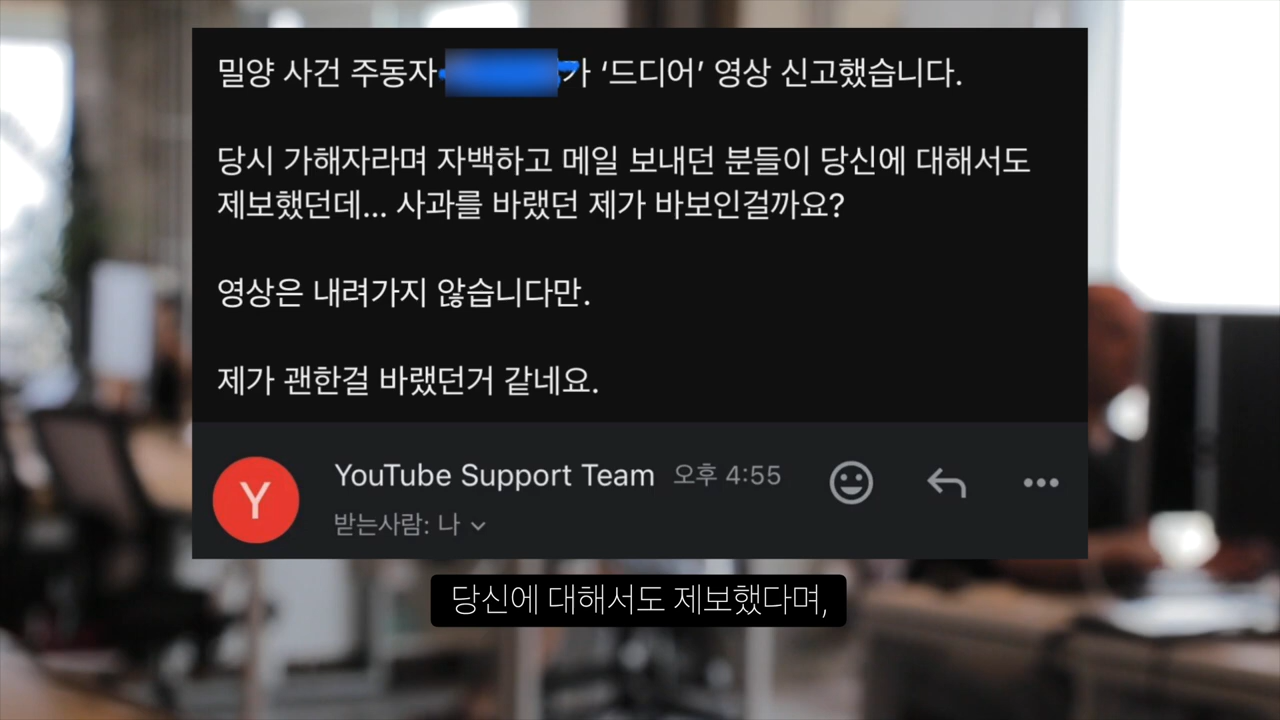 밀양 사건 주동자 가 ‘드디어’ 영상 신고했습니다.
당시 가해자라며 자백하고 메일 보내던 분들이 당신에 대해서도
제보했던데... 사과를 바랬던 제가 바보인걸까요?
영상은 내려가지 않습니다만.
제가 괜한걸 바랬던거 같네요.
Y
YouTube Support Team 오후 4:55
받는사람: 나
당신에 대해서도 제보했다며,